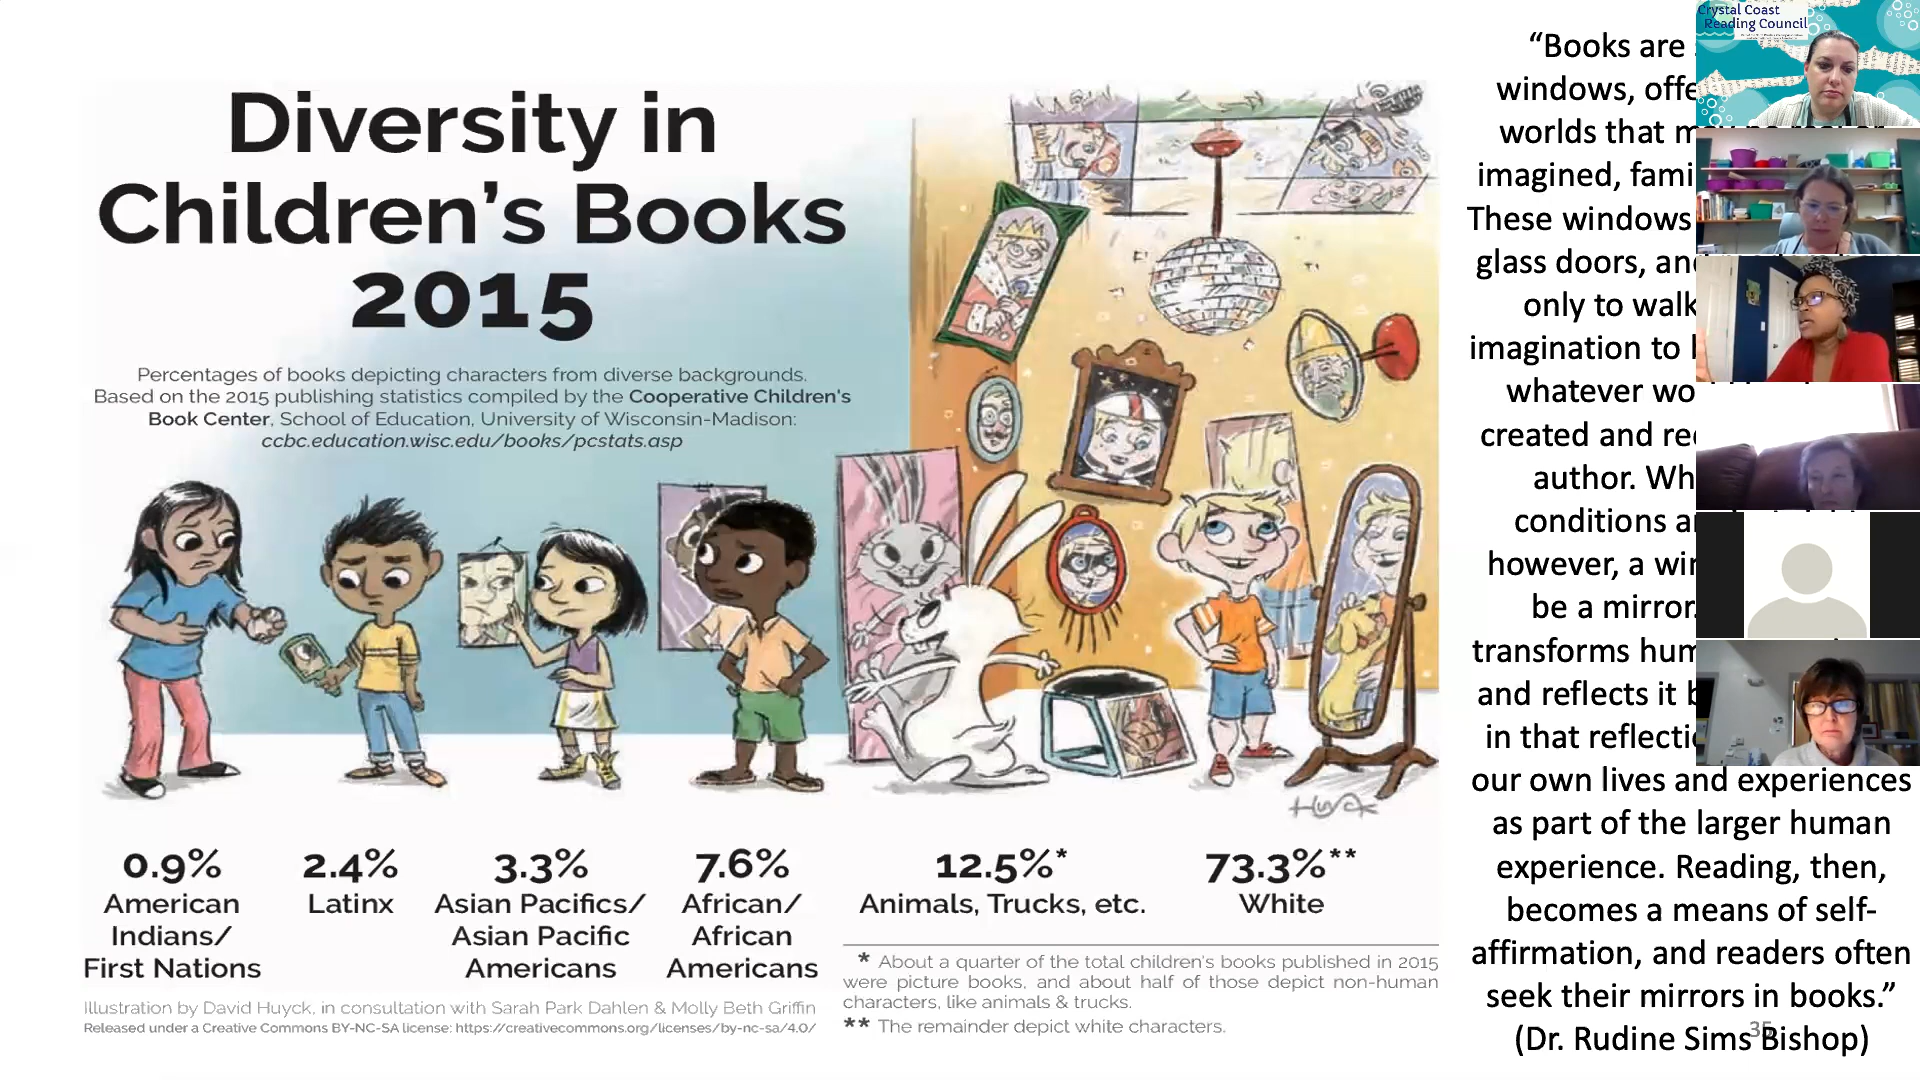 Diversity in
Children’s Books
2015
Percentages of books depicting characters from diverse backgrounds.
Based on the 2015 publishing statistics compiled by the Cooperative Children's
Book Center, School of Education, University of Wisconsin-Madison:
ccbc.education.wisc.edu/books/pcstats.asp
Huyck
0.9%
American
Indians/
First Nations
2.4%
Latinx
3.3%
Asian Pacifics/
Asian Pacific
Americans
7.6%
African/
African
Americans
12.5%*
Animals, Trucks, etc.
73.3%**
White
* About a quarter of the total children's books published in 2015
were picture books, and about half of those depict non-human
characters, like animals & trucks.
** The remainder depict white characters.
Illustration by David Huyck, in consultation with Sarah Park Dahlen & Molly Beth Griffin
Released under a Creative Commons BY-NC-SA license: https://creativecommons.org/licenses/by-nc-sa/4.0/
“Books are
windows,
worlds that
imagined,
These windows
glass doors,
only to walk
imagination to
whatever
created and
author.
conditions
however, a
be a mirror.
transforms
and reflects it
in that
our own lives and experiences
as part of the larger human
experience. Reading, then,
becomes a means of self-
affirmation, and readers often
seek their mirrors in books.”
(Dr. Rudine Sims Bishop)
35
Crystal Coast
Reading Council